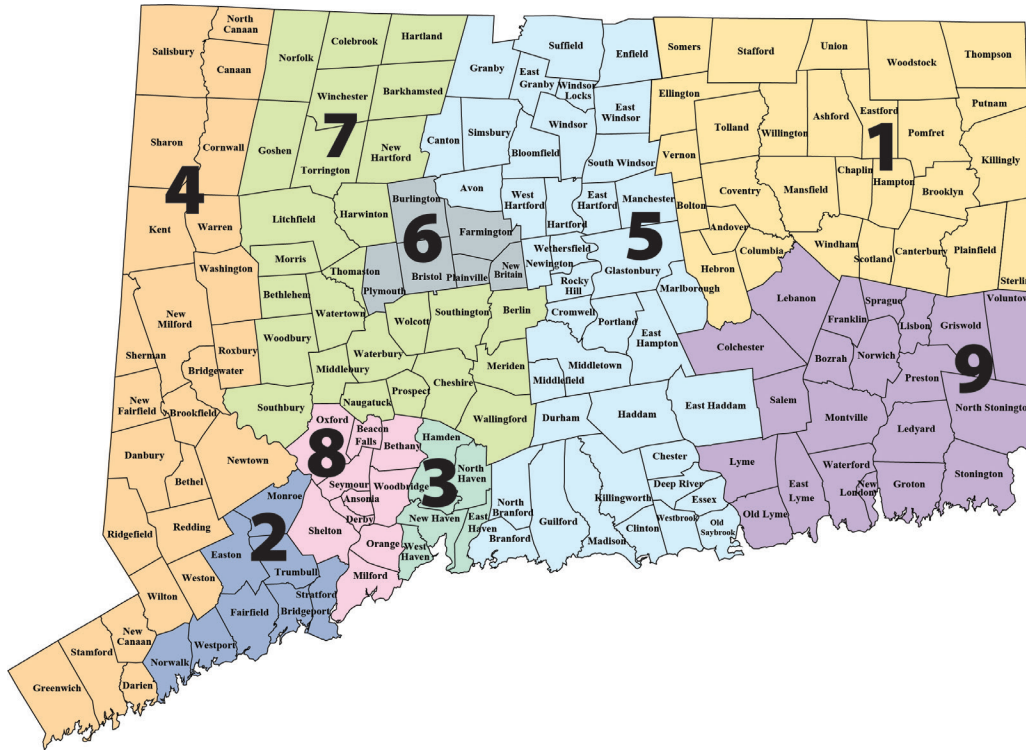 North
Canaan
Salisbury
Canaan
Norfolk
Colebrook
Hartland
Granby
Suffield
East
Granby
Windsor
Locks
Enfield
Somers
Stafford
Union
Woodstock
Thompson
Sharon
Cornwall
Goshen
Winchester
7
Torrington
Barkhamsted
New
Hartford
Canton
Simsbury
Bloomfield
Windsor
East
Windsor
South Windsor
Ellington
Vernon
Tolland
Willington
Ashford
Eastford
1
Pomfret
Putnam
Killingly
4
Kent
Warren
Litchfield
Harwinton
Burlington
6
Avon
Farmington
West
Hartford
Hartford
East
Hartford
Manchester
5
Bolton
Coventry
Andover
Mansfield
Chaplin
Hampton
Brooklyn
Washington
Morris
Thomaston
Plymouth
Bristol
Plainville
New
Britain
Wethersfield
Newington
Rocky
Hill
Glastonbury
Marlborough
Hebron
Columbia
Windham
Scotland
Canterbury
Plainfield
Sterlin
New
Milford
Bethlehem
Watertown
Woodbury
Wolcott
Southington
Berlin
Cromwell
Portland
East
Hampton
Colchester
Lebanon
Franklin
Sprague
Lisbon
Griswold
Voluntow
Sherman
Roxbury
Bridgewater
Middlebury
Waterbury
Prospect
Cheshire
Meriden
Middletown
Middlefield
Bozrah
Norwich
Preston
9
North Stonington
New
Fairfield
Brookfield
Southbury
Naugatuck
Wallingford
Durham
Haddam
East Haddam
Salem
Montville
Ledyard
Danbury
Bethel
Newtown
Oxford
8
Beacon
Falls
Bethany
Hamden
3
North
Haven
Seymour
Woodbridge
Ansonia
Derby
Chester
Deep River
Essex
Lyme
Old Lyme
East
Lyme
Waterford
New
London
Groton
Stonington
Ridgefield
Redding
Monroe
2
Easton
Trumbull
Shelton
Orange
Milford
New Haven
West
Haven
East
Haven
North
Branford
Branford
Guilford
Killingworth
Madison
Clinton
Westbrook
Old
Saybrook
Weston
Wilton
Fairfield
Stratford
Bridgeport
New
Canaan
Norwalk
Westport
Stamford
Greenwich
Darien